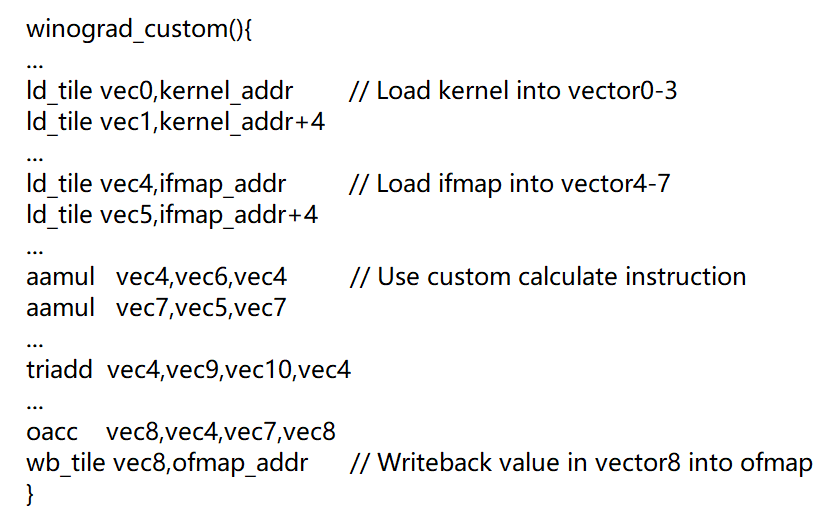 winograd_custom(){
...
ld_tile vec0,kernel_addr // Load kernel into vector0-3
ld_tile vec1,kernel_addr+4
...
ld_tile vec4,ifmap_addr // Load ifmap into vector4-7
ld_tile vec5,ifmap_addr+4
...
aamul vec4,vec6,vec4 // Use custom calculate instruction
aamul vec7,vec5,vec7
...
triadd vec4,vec9,vec10,vec4
...
oacc vec8,vec4,vec7,vec8
wb_tile vec8,ofmap_addr // Writeback value in vector8 into ofmap
}